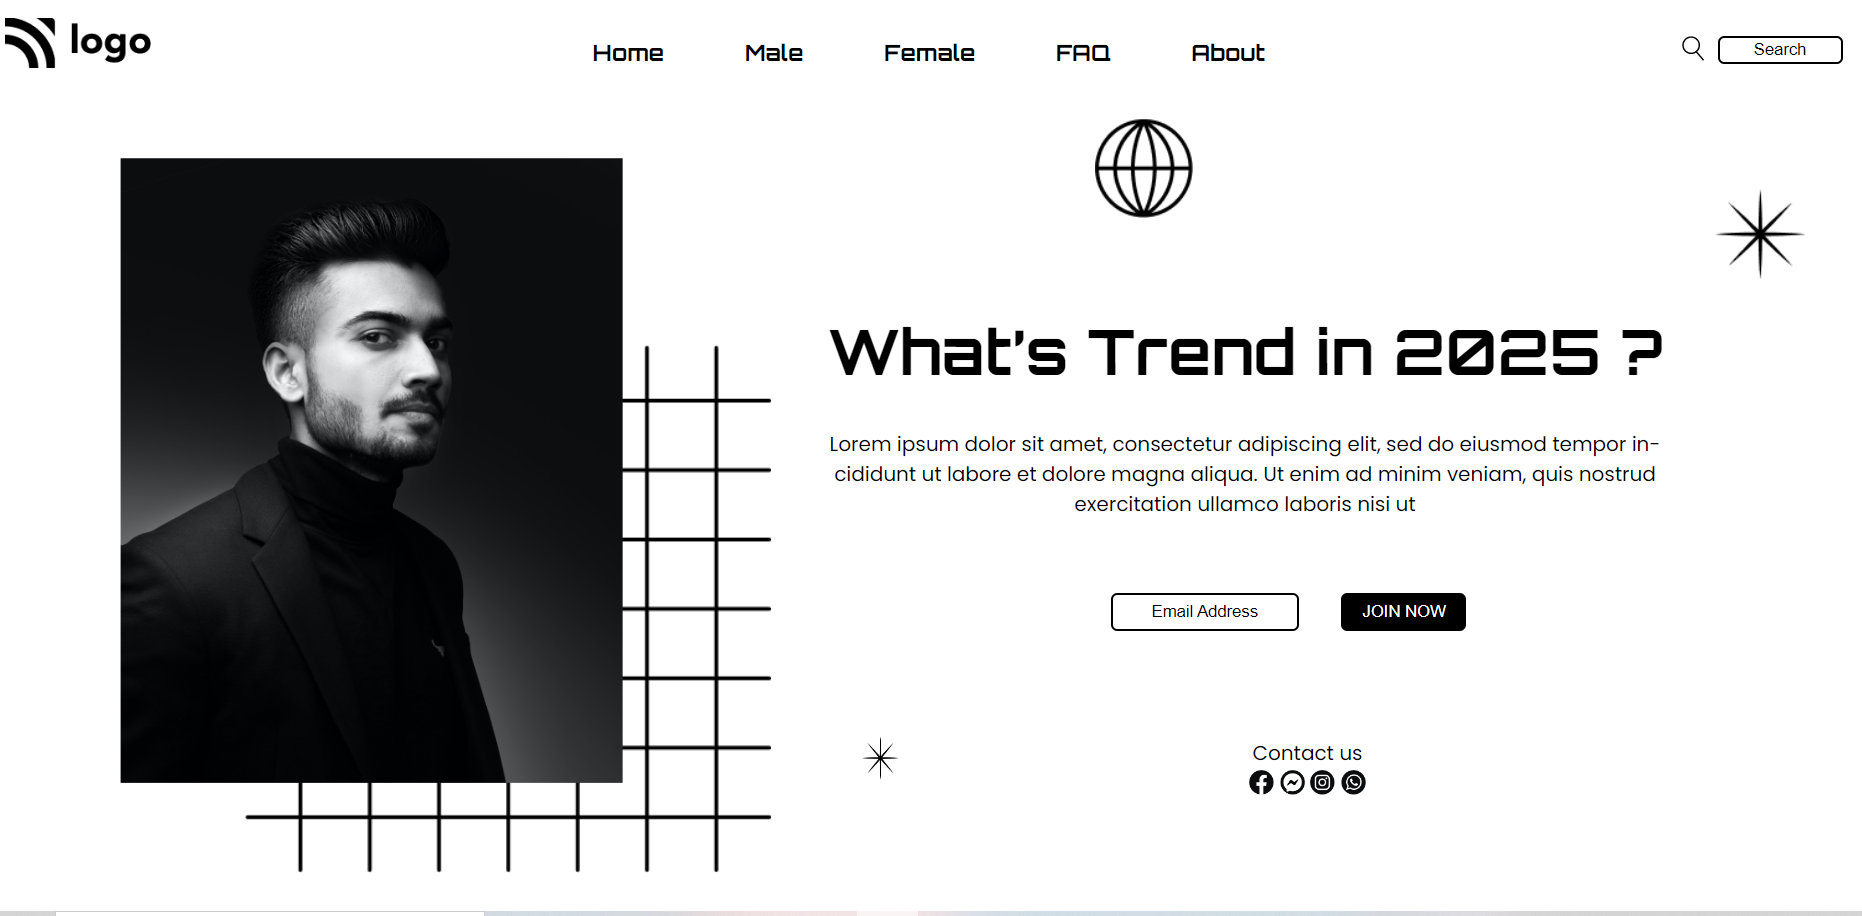 logo
Home Male Female FAQ About
Search
What's Trend in 2025 ?
Lorem ipsum dolor sit amet, consectetur adipiscing elit, sed do eiusmod tempor in-
cididunt ut labore et dolore magna aliqua. Ut enim ad minim veniam, quis nostrud
exercitation ullamco laboris nisi ut
Email Address
JOIN NOW
Contact us